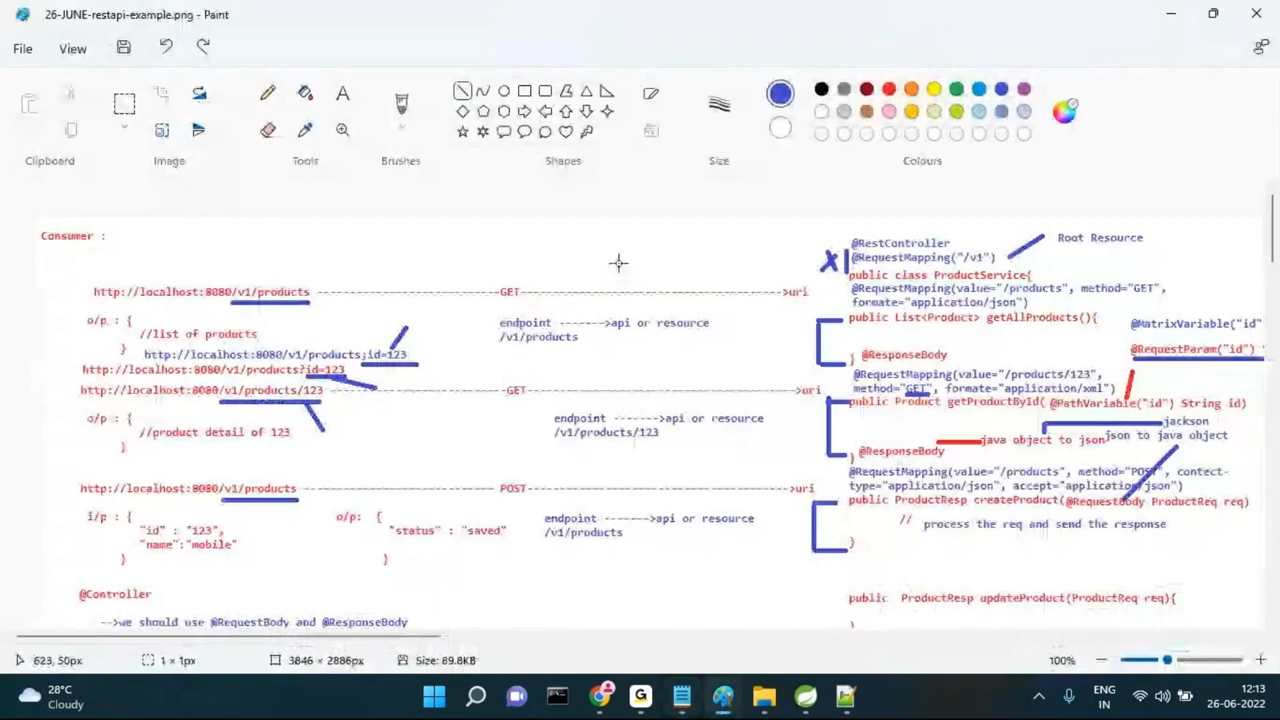 26-JUNE-restapi-example.png - Paint
File View
Clipboard Image Tools Brushes Shapes Size Colours
Consumer :
http://localhost:8080/v1/products ----------------------------GET----------------------------------------->uri
o/p : {
//list of products
}
http://localhost:8080/v1/products;id=123
http://localhost:8080/v1/products?id=123
endpoint ------->api or resource
/v1/products
http://localhost:8080/v1/products/123 ----------------------------GET----------------------------------------->uri
o/p : {
//product detail of 123
}
endpoint ------->api or resource
/v1/products/123
http://localhost:8080/v1/products ----------------------------POST----------------------------------------->uri
i/p : {
"id" : "123",
"name":"mobile"
}
o/p: {
"status" : "saved"
}
endpoint ------->api or resource
/v1/products
@Controller
-->we should use @RequestBody and @ResponseBody
X
@RestController
Root Resource
@RequestMapping("/v1")
public class ProductService{
@RequestMapping(value="/products", method="GET",
formate="application/json")
public List<Product> getAllProducts(){
@MatrixVariable("id"
@RequestParam("id")
} @ResponseBody
@RequestMapping(value="/products/123",
method="GET", formate="application/xml")
public Product getProductById( @PathVariable("id") String id)
jackson
java object to json
json to java object
} @ResponseBody
@RequestMapping(value="/products", method="POST", contect-
type="application/json", accept="application/json")
public ProductResp createProduct(@RequestBody ProductReq req)
// process the req and send the response
}
public ProductResp updateProduct(ProductReq req){
}
623, 50px 1 × 1px 3846 × 2886px Size: 89.8KB 100%
28°C
Cloudy
ENG
IN
12:13
26-06-2022